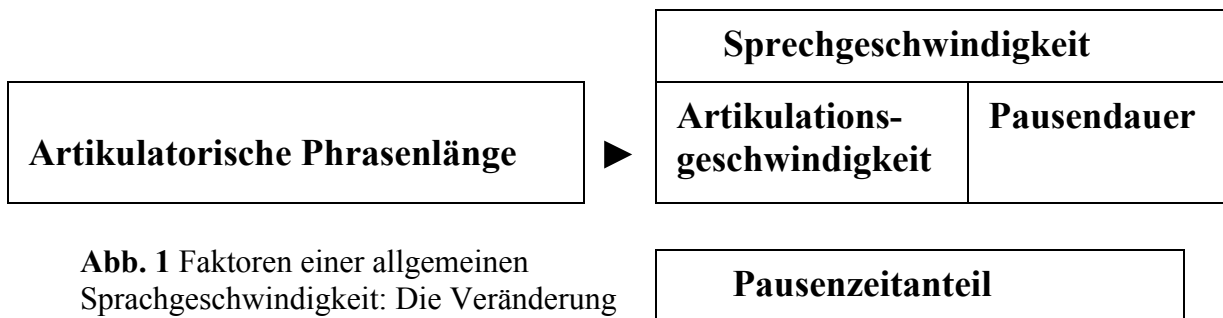 Sprechgeschwindigkeit
Artikulatorische Phrasenlänge ►
Artikulations-
geschwindigkeit
Pausendauer
Abb. 1 Faktoren einer allgemeinen
Sprachgeschwindigkeit: Die Veränderung
Pausenzeitanteil